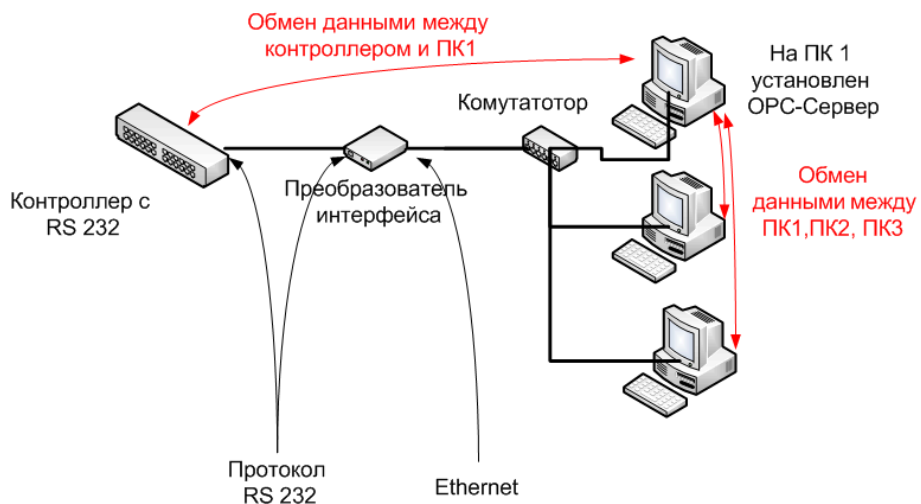 Обмен данными между
контроллером и ПК1
На ПК 1
установлен
OPC-Сервер
Комутатотор
Преобразователь
интерфейса
Контроллер с
RS 232
Обмен
данными между
ПК1,ПК2, ПК3
Протокол
RS 232
Ethernet